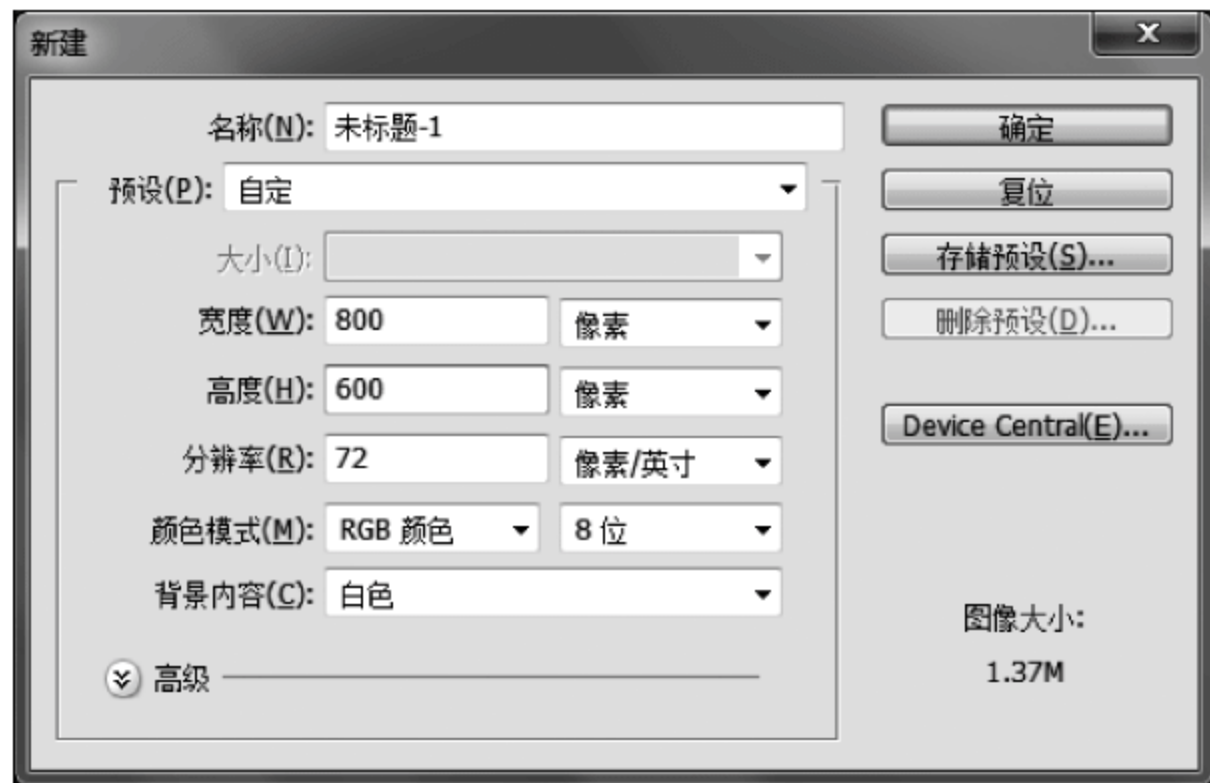 新建
名称(N): 未标题-1
确定
预设(P): 自定
复位
大小(I):
存储预设(S)...
宽度(W): 800 像素
删除预设(D)...
高度(H): 600 像素
Device Central(E)...
分辨率(R): 72 像素/英寸
颜色模式(M): RGB 颜色 8 位
背景内容(C): 白色
图像大小:
1.37M
高级